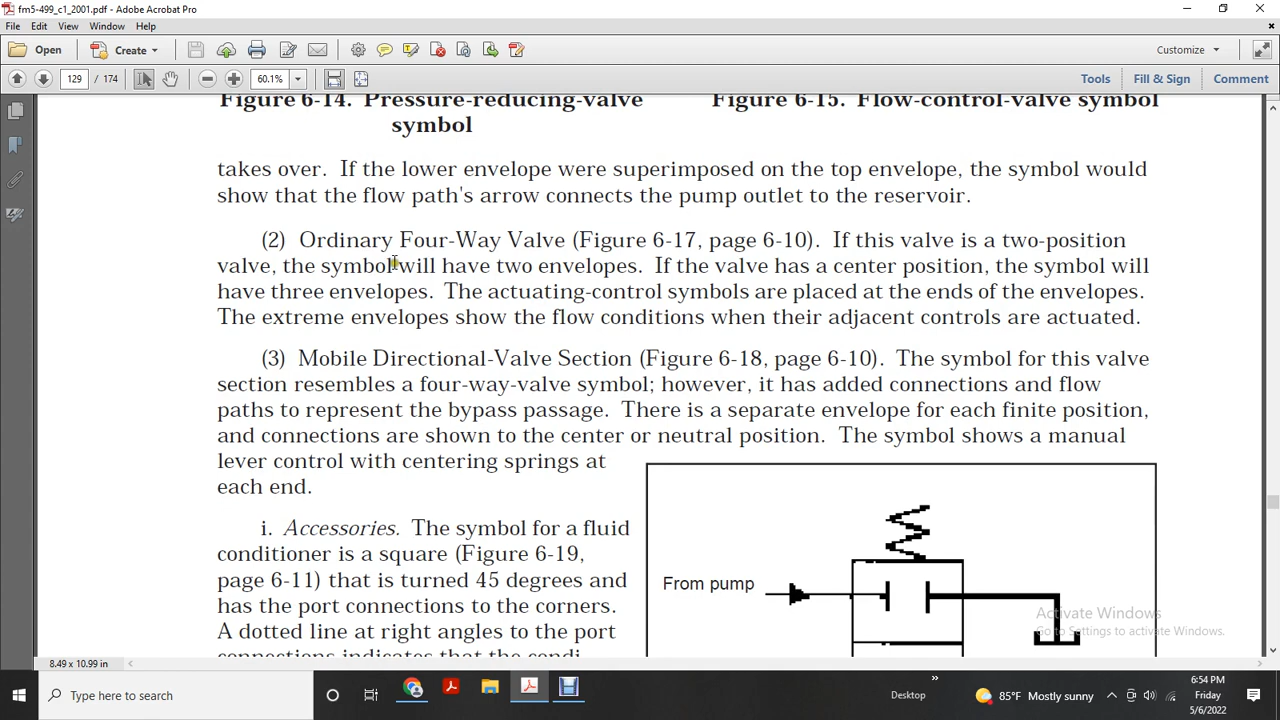 fm5-499_c1_2001.pdf - Adobe Acrobat Pro
File Edit View Window Help
Open Create Customize
129 / 174 60.1% Tools Fill & Sign Comment
Figure 6-14. Pressure-reducing-valve symbol
Figure 6-15. Flow-control-valve symbol
takes over. If the lower envelope were superimposed on the top envelope, the symbol would
show that the flow path's arrow connects the pump outlet to the reservoir.
(2) Ordinary Four-Way Valve (Figure 6-17, page 6-10). If this valve is a two-position
valve, the symbol will have two envelopes. If the valve has a center position, the symbol will
have three envelopes. The actuating-control symbols are placed at the ends of the envelopes.
The extreme envelopes show the flow conditions when their adjacent controls are actuated.
(3) Mobile Directional-Valve Section (Figure 6-18, page 6-10). The symbol for this valve
section resembles a four-way-valve symbol; however, it has added connections and flow
paths to represent the bypass passage. There is a separate envelope for each finite position,
and connections are shown to the center or neutral position. The symbol shows a manual
lever control with centering springs at
each end.
i. Accessories. The symbol for a fluid
conditioner is a square (Figure 6-19,
page 6-11) that is turned 45 degrees and
has the port connections to the corners.
A dotted line at right angles to the port
connections indicates that the condi
From pump
Activate Windows
Go to Settings to activate Windows.
8.49 x 10.99 in
Type here to search
Desktop
85°F Mostly sunny
6:54 PM
Friday
5/6/2022